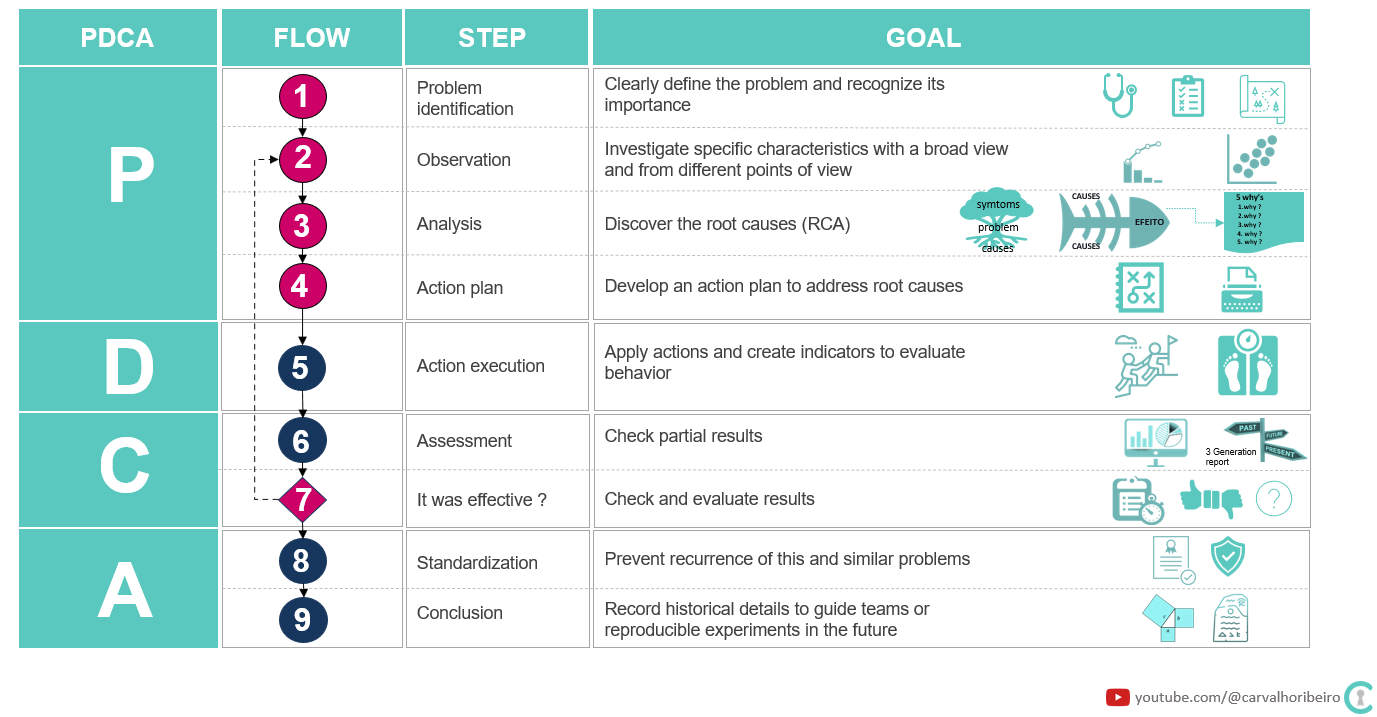 PDCA
FLOW
STEP
GOAL
P
1
Problem
identification
Clearly define the problem and recognize its
importance
2
Observation
Investigate specific characteristics with a broad view
and from different points of view
3
Analysis
Discover the root causes (RCA)
symtoms
problem
causes
CAUSES
EFEITO
CAUSES
5 why's
1.why ?
2.why ?
3.why ?
4. why ?
5. why ?
4
Action plan
Develop an action plan to address root causes
D
5
Action execution
Apply actions and create indicators to evaluate
behavior
C
6
Assessment
Check partial results
3 Generation
report
PAST
FUTURE
PRESENT
7
It was effective ?
Check and evaluate results
?
A
8
Standardization
Prevent recurrence of this and similar problems
9
Conclusion
Record historical details to guide teams or
reproducible experiments in the future
youtube.com/@carvalhoribeiro